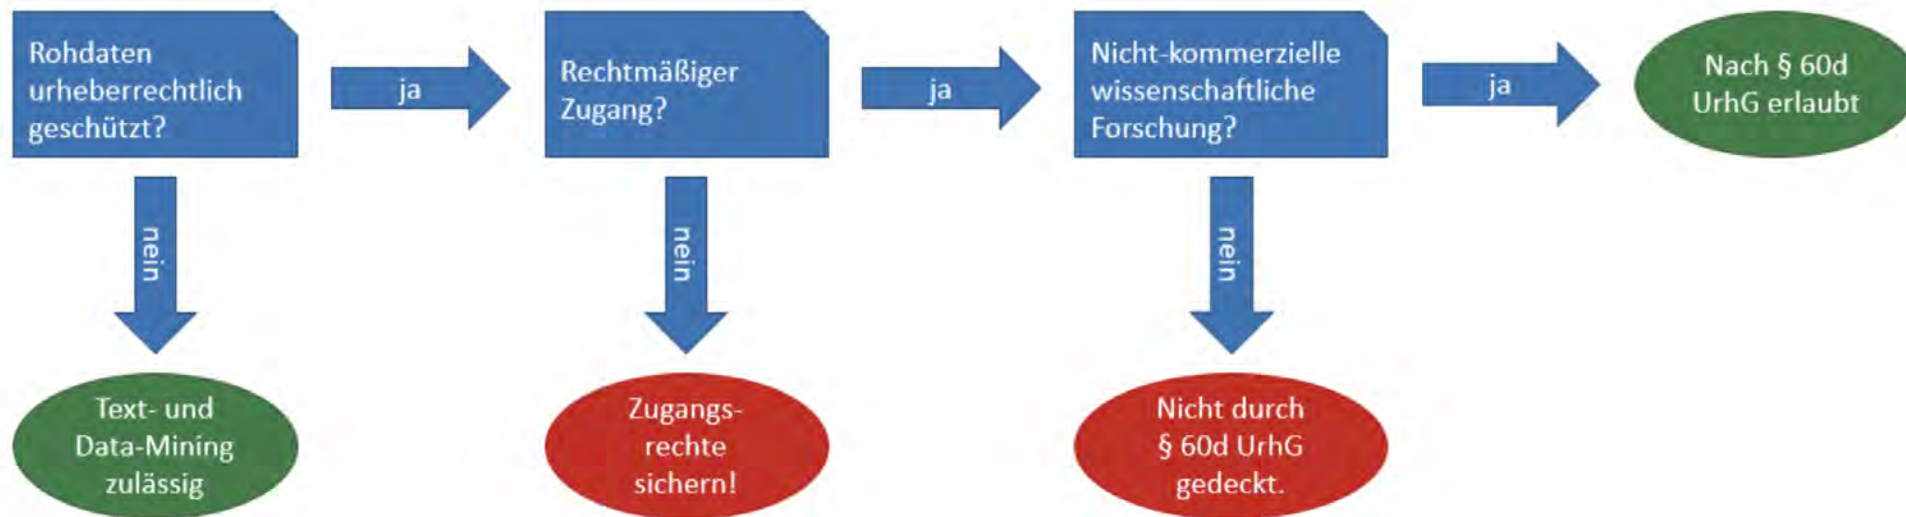 Rohdaten
urheberrechtlich
geschützt?
ja
Rechtmäßiger
Zugang?
ja
Nicht-kommerzielle
wissenschaftliche
Forschung?
ja
Nach § 60d
UrhG erlaubt
nein
nein
nein
Text- und
Data-Mining
zulässig
Zugangs-
rechte
sichern!
Nicht durch
§ 60d UrhG
gedeckt.